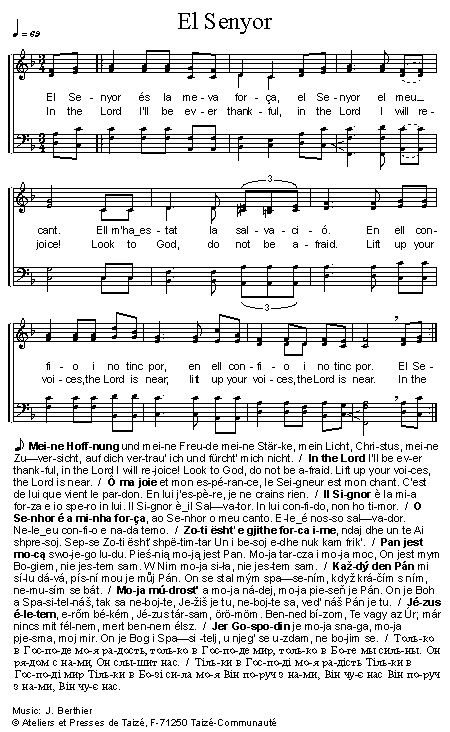 El Senyor
♩ = 69
El Se - nyor és la me-va for - ça, el Se-nyor el meu
In the Lord I'll be ev-er thank - ful, in the Lord I will re -
3
cant. Ell m'ha_es - tat la sal - va - ci - ó. En ell con-
joice! Look to God, do not be a-fraid. Lift up your
3
fi - o i no tinc por, en ell con - fi - o i no tinc por. El Se-
voi - ces, the Lord is near, lift up your voi - ces, the Lord is near. In the
Mei-ne Hoff-nung und mei-ne Freu-de mei-ne Stär-ke, mein Licht, Chri-stus, mei-ne
Zu—ver-sicht, auf dich ver-trau' ich und fürcht' mich nicht. / In the Lord I'll be e-ver
thank-ful, in the Lord I will re-joice! Look to God, do not be a-fraid. Lift up your voi-ces,
the Lord is near. / Ô ma joie et mon es-pé-ran-ce, le Sei-gneur est mon chant. C'est
de lui que vient le par-don. En lui j'es-pè-re, je ne crains rien. / Il Si-gnor è la mi-a
for-za e io spe-ro in lui. Il Si-gnor è_il Sal—va-tor. In lui con-fi-do, non ho ti-mor. / O
Se-nhor é a mi-nha for-ça, ao Se-nhor o meu canto. E-le_é nos-so sal—va-dor.
Ne-le_eu con-fi-o e na-da temo. / Zo-ti ësht' e gjithe for-ca i-me, ndaj dhe un te Ai
shpre-soj. Sep-se Zo-ti ësht' shpë-tim-tar Un i be-soj e-dhe nuk kam frik'. / Pan jest
mo-cą swo-je-go lu-du. Pieś-nią mo-ją jest Pan. Mo-ja tar-cza i mo-ja moc, On jest mym
Bo-giem, nie jes-tem sam. W Nim mo-ja si-ła, nie jes-tem sam. / Kaž-dý den Pán mi
sí-lu dá-vá, pís-ní mou je můj Pán. On se stal mým spa—se-ním, když krá-čím s ním,
ne-mu-sím se bát. / Mo-ja mú-drost' a mo-ja ná-dej, mo-ja pie-seň je Pán. On je Boh
a Spa-si-tel-náš, tak sa ne-boj-te, Je-žiš je tu, ne-boj-te sa, ved' náš Pán je tu. / Jé-zus
é-le-tem, e-rőm bé-kém, Jé-zus tár-sam, örö-möm. Ben-ned bí-zom, Te vagy az Úr; már
nincs mit fél-nem, mert ben-nem élsz. / Jer Go-spo-din je mo-ja sna-ga, mo-ja
pje-sma, moj mir. On je Bog i Spa—si-telj, u njeg' se u-zdam, ne bo-jim se. / Толь-ко
в Гос-по-де мо-я ра-дость, толь-ко в Гос-по-де мир, толь-ко в Бо-ге мы силь-ны. Он
ря-дом с на-ми, Он слы-шит нас. / Тіль-ки в Гос-по-ді мо-я ра-дість Тіль-ки в
Гос-по-ді мир Тіль-ки в Бо-зі си-ла мо-я Він по-руч з на-ми, Він чу-є нас Він по-руч
з на-ми, Він чу-є нас.
Music: J. Berthier
© Ateliers et Presses de Taizé, F-71250 Taizé-Communauté